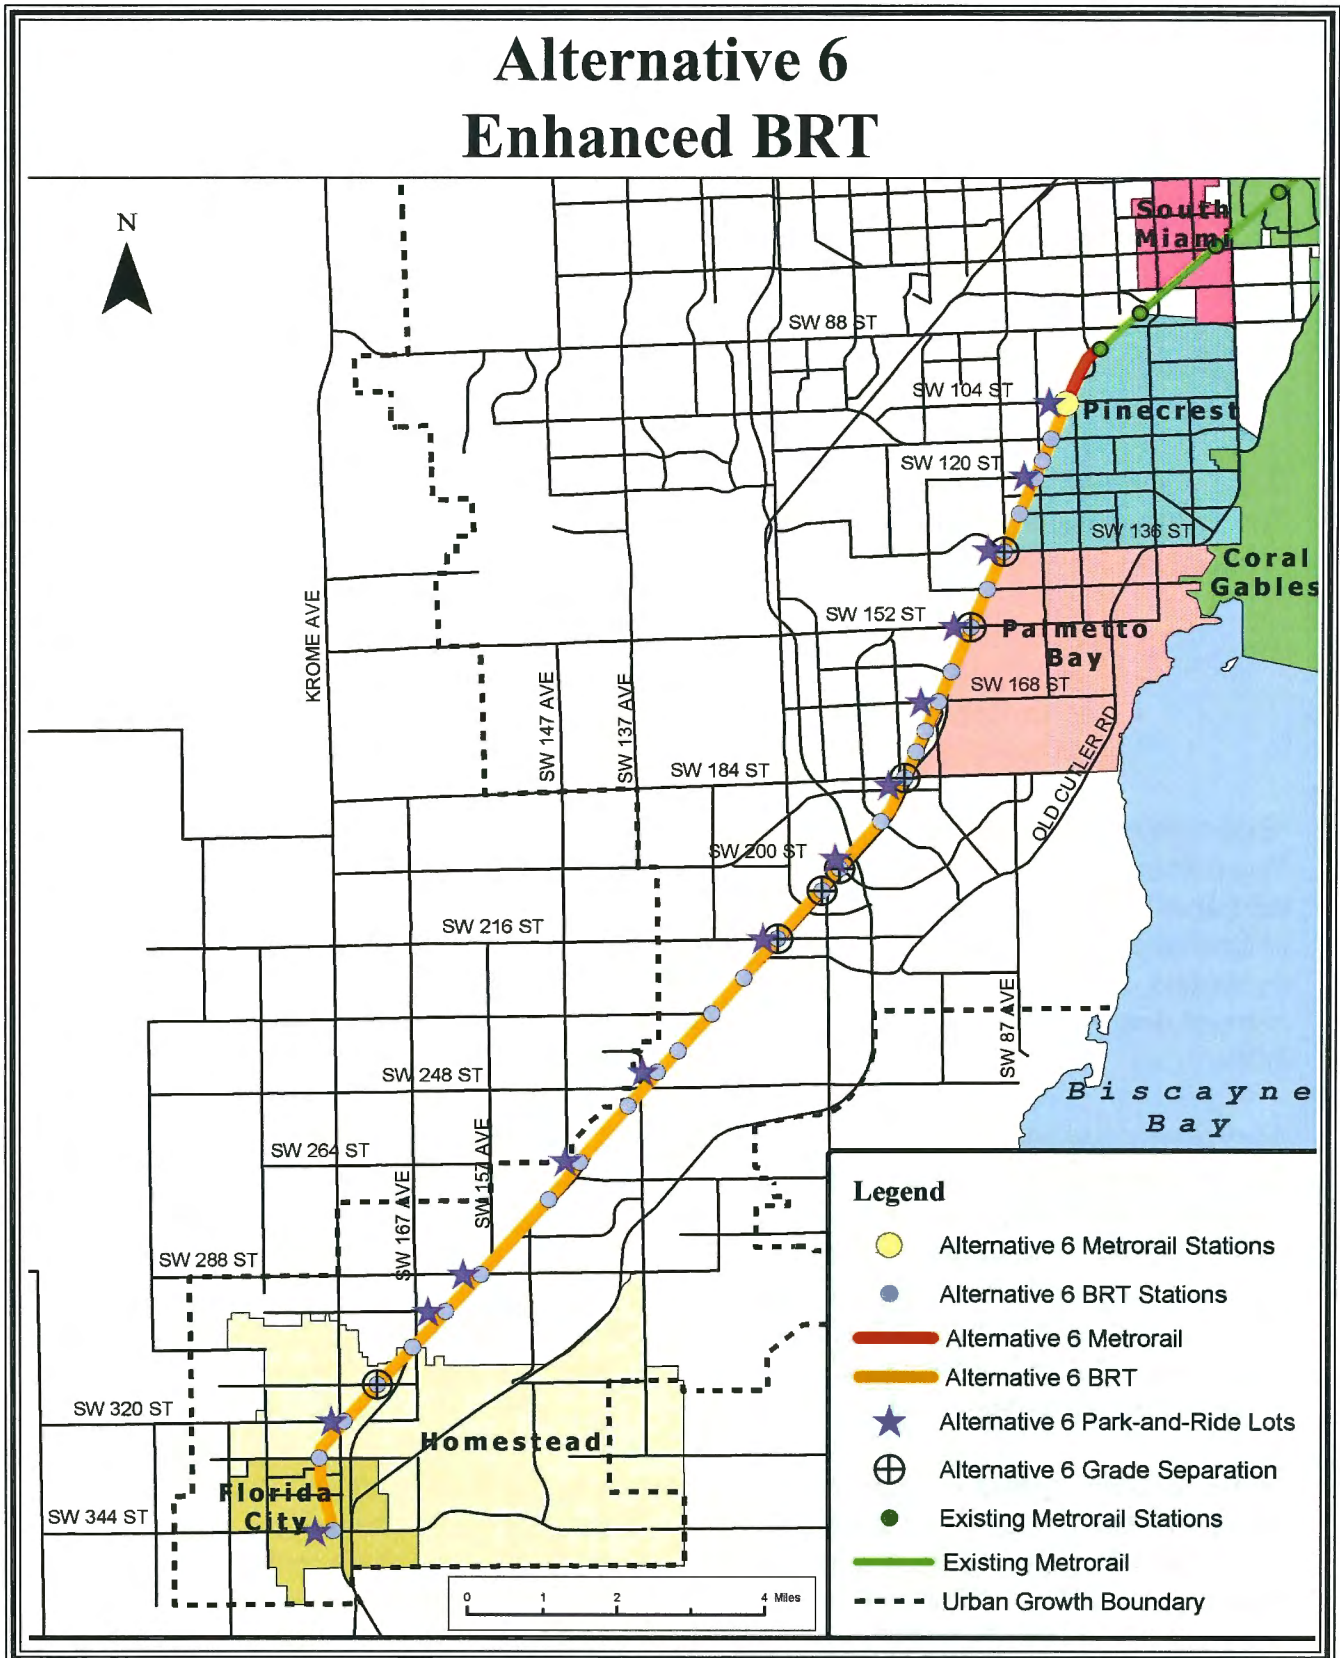 Alternative 6
Enhanced BRT
N
South
Miami
SW 88 ST
SW 104 ST
Pinecrest
SW 120 ST
SW 136 ST
Coral
Gables
KROME AVE
SW 152 ST
Palmetto
Bay
SW 168 ST
SW 147 AVE
SW 137 AVE
SW 184 ST
OLD CUTLER RD
SW 200 ST
SW 216 ST
SW 87 AVE
SW 248 ST
Biscayne
Bay
SW 264 ST
SW 157 AVE
SW 167 AVE
SW 288 ST
SW 320 ST
Homestead
Florida
City
SW 344 ST
0 1 2 4 Miles
Legend
Alternative 6 Metrorail Stations
Alternative 6 BRT Stations
Alternative 6 Metrorail
Alternative 6 BRT
Alternative 6 Park-and-Ride Lots
Alternative 6 Grade Separation
Existing Metrorail Stations
Existing Metrorail
Urban Growth Boundary